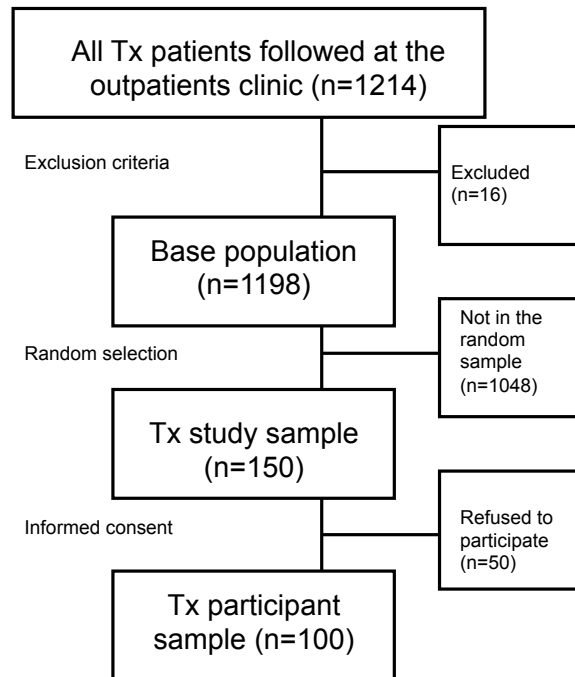 All Tx patients followed at the
outpatients clinic (n=1214)
Exclusion criteria
Excluded
(n=16)
Base population
(n=1198)
Random selection
Not in the
random
sample
(n=1048)
Tx study sample
(n=150)
Informed consent
Refused to
participate
(n=50)
Tx participant
sample (n=100)